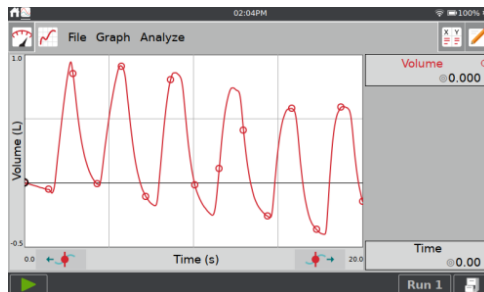 02:04PM
100%
File Graph Analyze
X Y
1.0
Volume (L)
-0.5
0.0
Time (s)
20.0
Volume
0.000
Time
0.00
Run 1